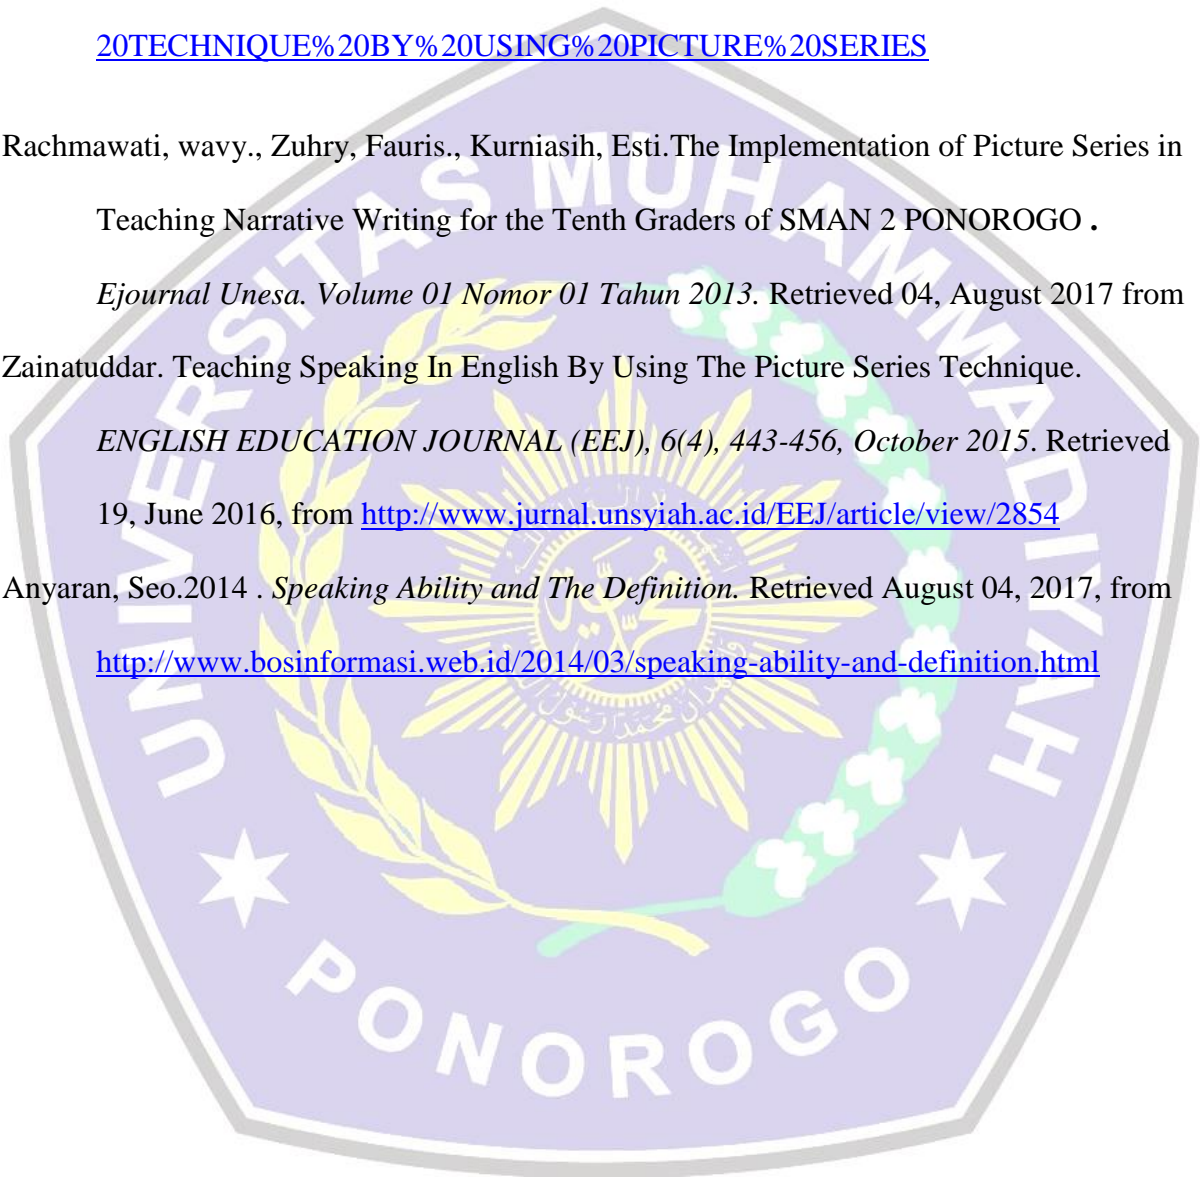 20TECHNIQUE%20BY%20USING%20PICTURE%20SERIES
Rachmawati, wavy., Zuhry, Fauris., Kurniasih, Esti.The Implementation of Picture Series in
Teaching Narrative Writing for the Tenth Graders of SMAN 2 PONOROGO .
Ejournal Unesa. Volume 01 Nomor 01 Tahun 2013. Retrieved 04, August 2017 from
Zainatuddar. Teaching Speaking In English By Using The Picture Series Technique.
ENGLISH EDUCATION JOURNAL (EEJ), 6(4), 443-456, October 2015. Retrieved
19, June 2016, from http://www.jurnal.unsyiah.ac.id/EEJ/article/view/2854
Anyaran, Seo.2014 . Speaking Ability and The Definition. Retrieved August 04, 2017, from
http://www.bosinformasi.web.id/2014/03/speaking-ability-and-definition.html
UNIVERSITAS MUHAMMADIYAH
PONOROGO